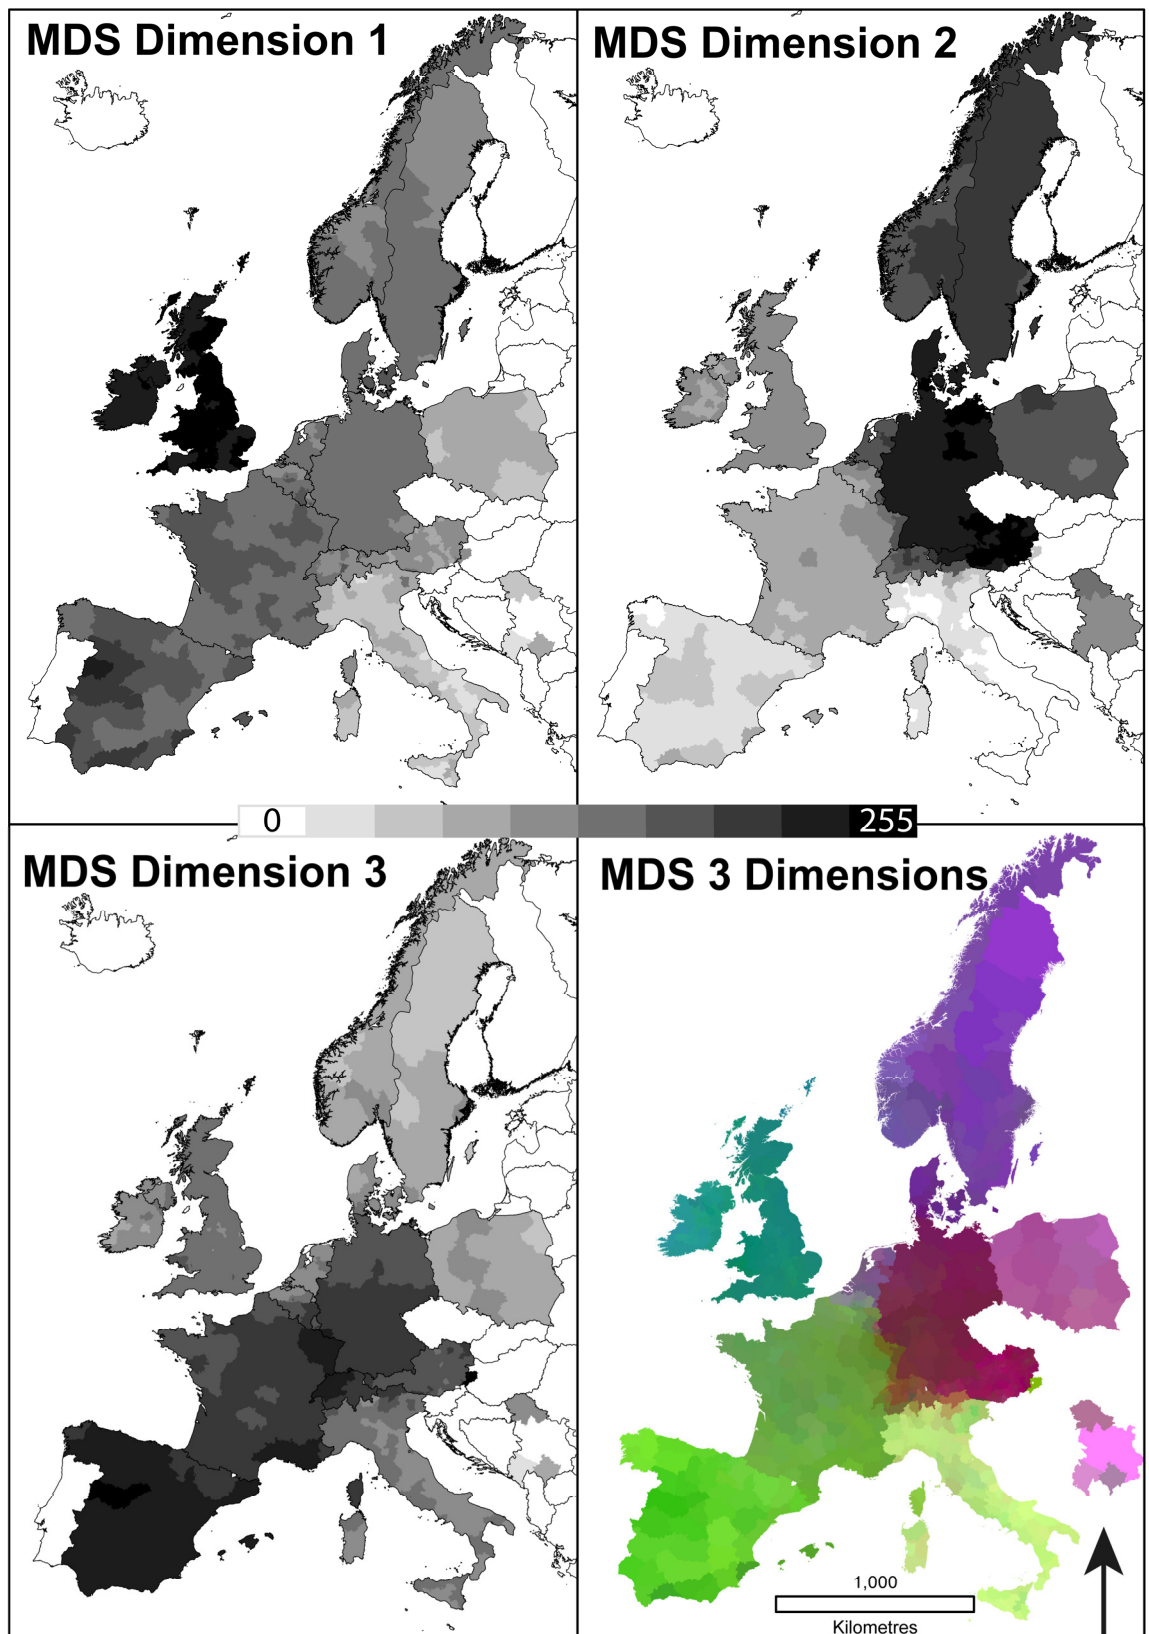 MDS Dimension 1
MDS Dimension 2
0
255
MDS Dimension 3
MDS 3 Dimensions
1,000
Kilometres